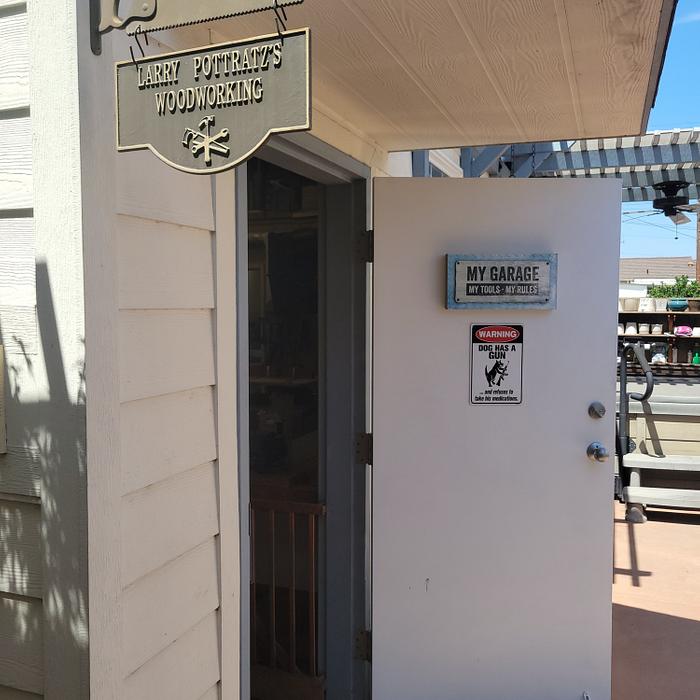 LARRY POTTRATZ'S
WOODWORKING
MY GARAGE
MY TOOLS - MY RULES
WARNING
DOG HAS A
GUN
... and refuses to
take his medications.